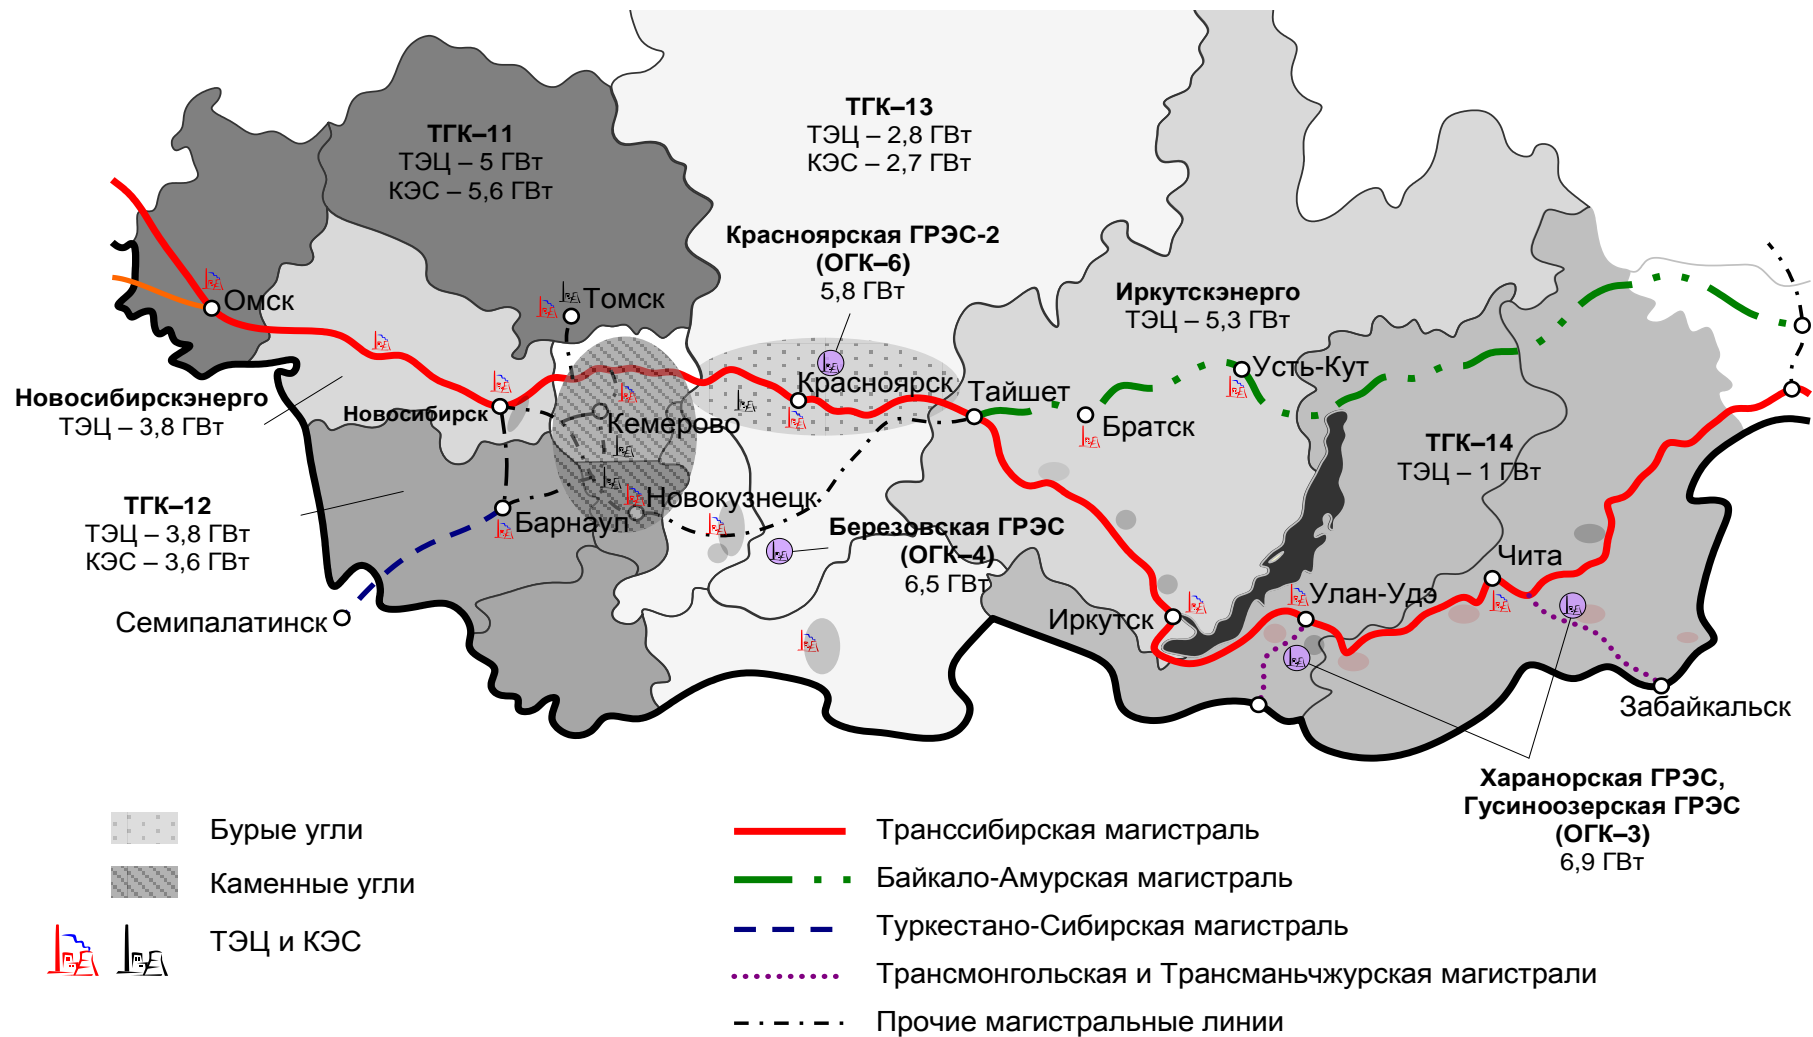 ТГК–11
ТЭЦ – 5 ГВт
КЭС – 5,6 ГВт
ТГК–13
ТЭЦ – 2,8 ГВт
КЭС – 2,7 ГВт
Красноярская ГРЭС-2
(ОГК–6)
5,8 ГВт
Иркутскэнерго
ТЭЦ – 5,3 ГВт
Омск
Томск
Новосибирскэнерго
ТЭЦ – 3,8 ГВт
Новосибирск
Кемерово
Красноярск
Тайшет
Усть-Кут
Братск
ТГК–14
ТЭЦ – 1 ГВт
ТГК–12
ТЭЦ – 3,8 ГВт
КЭС – 3,6 ГВт
Барнаул
Новокузнецк
Березовская ГРЭС
(ОГК–4)
6,5 ГВт
Семипалатинск
Иркутск
Улан-Удэ
Чита
Забайкальск
Харанорская ГРЭС,
Гусиноозерская ГРЭС
(ОГК–3)
6,9 ГВт
Бурые угли
Каменные угли
ТЭЦ и КЭС
Транссибирская магистраль
Байкало-Амурская магистраль
Туркестано-Сибирская магистраль
Трансмонгольская и Трансманьчжурская магистрали
Прочие магистральные линии